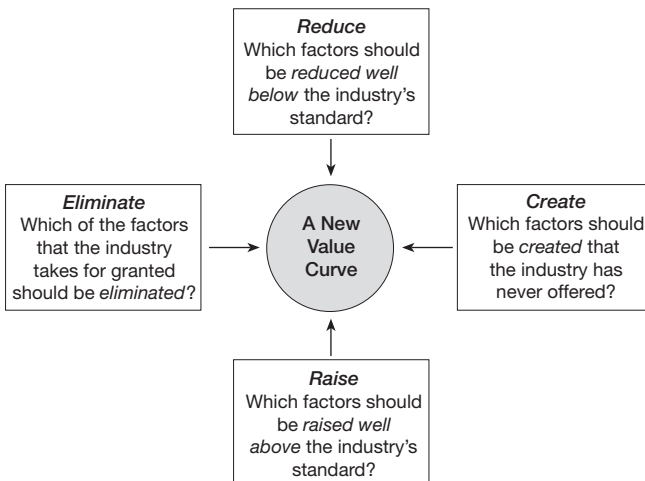 Reduce
Which factors should
be reduced well
below the industry’s
standard?
Eliminate
Which of the factors
that the industry
takes for granted
should be eliminated?
A New
Value
Curve
Create
Which factors should
be created that
the industry has
never offered?
Raise
Which factors should
be raised well
above the industry’s
standard?